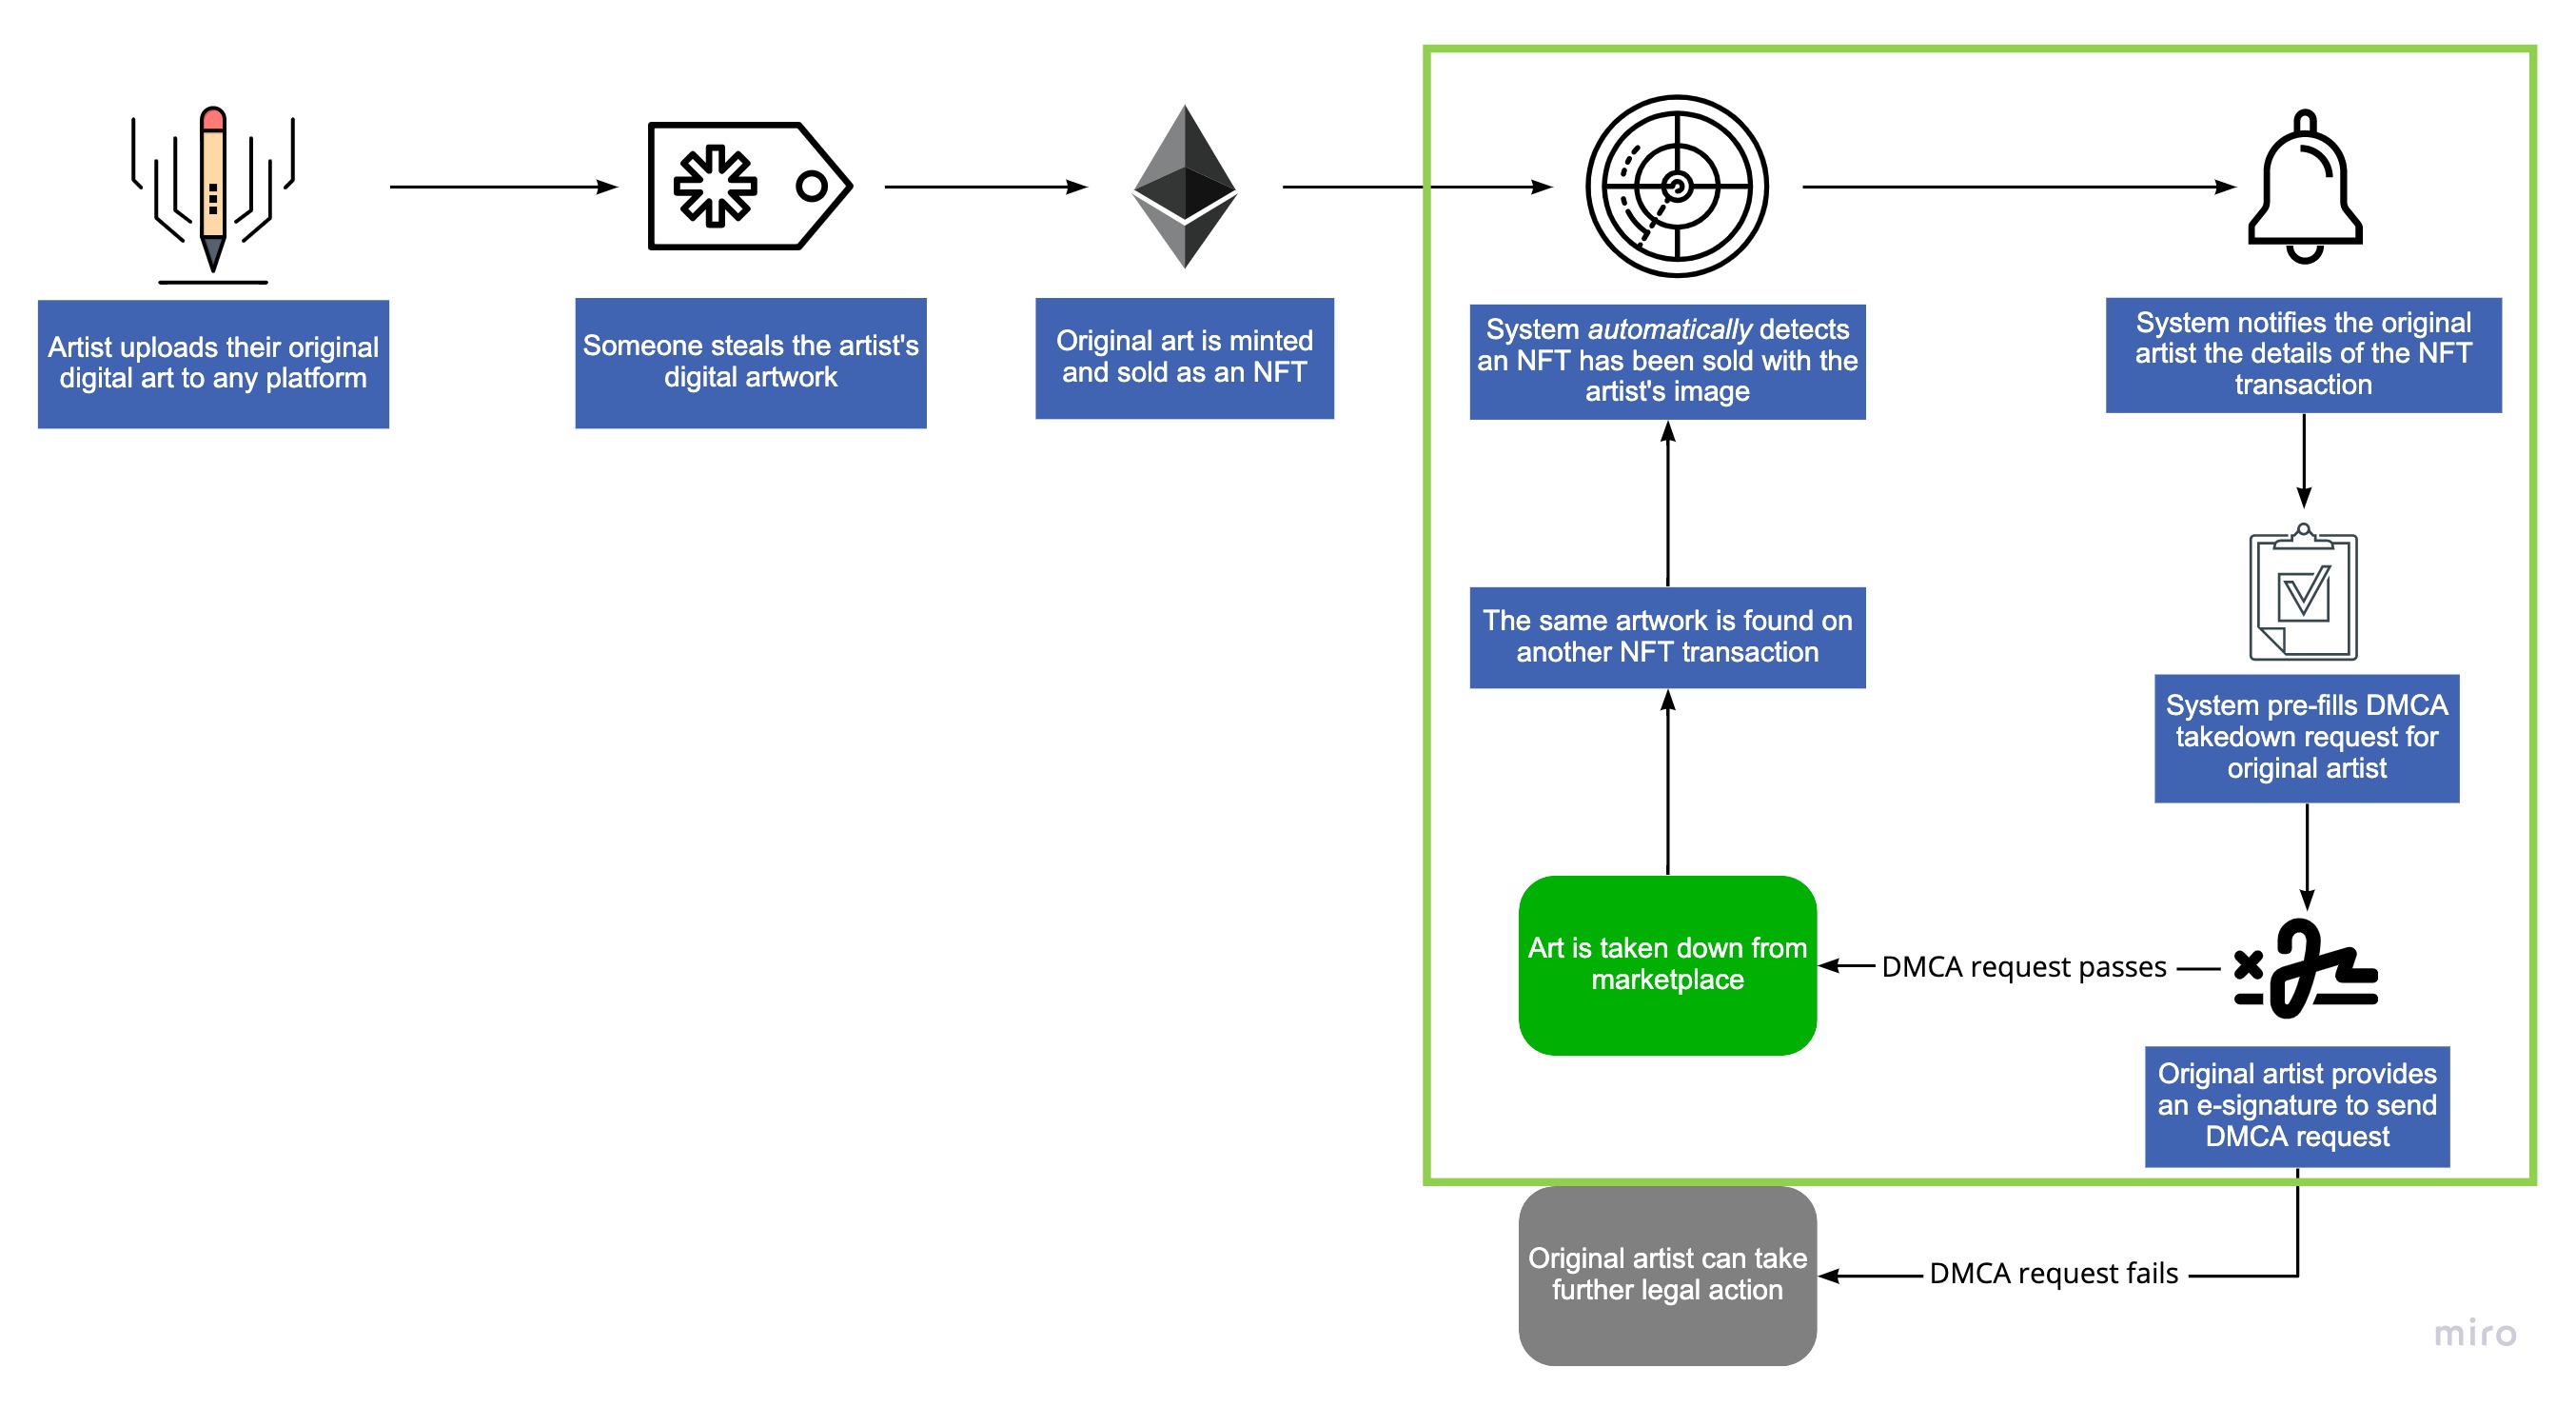 Artist uploads their original
digital art to any platform
Someone steals the artist's
digital artwork
Original art is minted
and sold as an NFT
System automatically detects
an NFT has been sold with the
artist's image
System notifies the original
artist the details of the NFT
transaction
The same artwork is found on
another NFT transaction
System pre-fills DMCA
takedown request for
original artist
Art is taken down from
marketplace
DMCA request passes
Original artist provides
an e-signature to send
DMCA request
Original artist can take
further legal action
DMCA request fails
miro